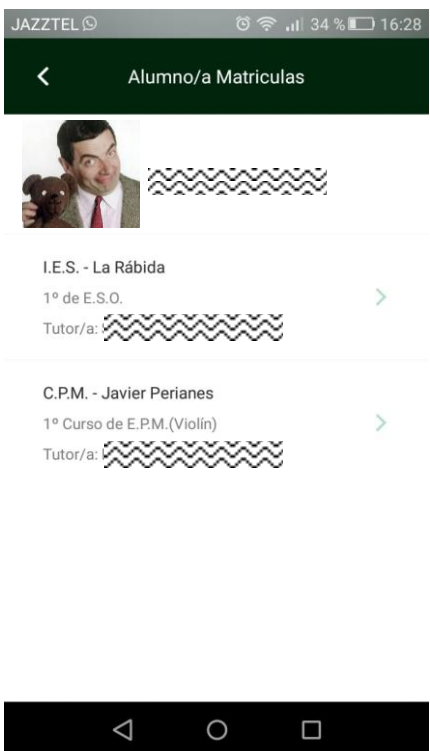 JAZZTEL 34 % 16:28
Alumno/a Matriculas
I.E.S. - La Rábida
1º de E.S.O.
Tutor/a:
C.P.M. - Javier Perianes
1º Curso de E.P.M.(Violín)
Tutor/a: